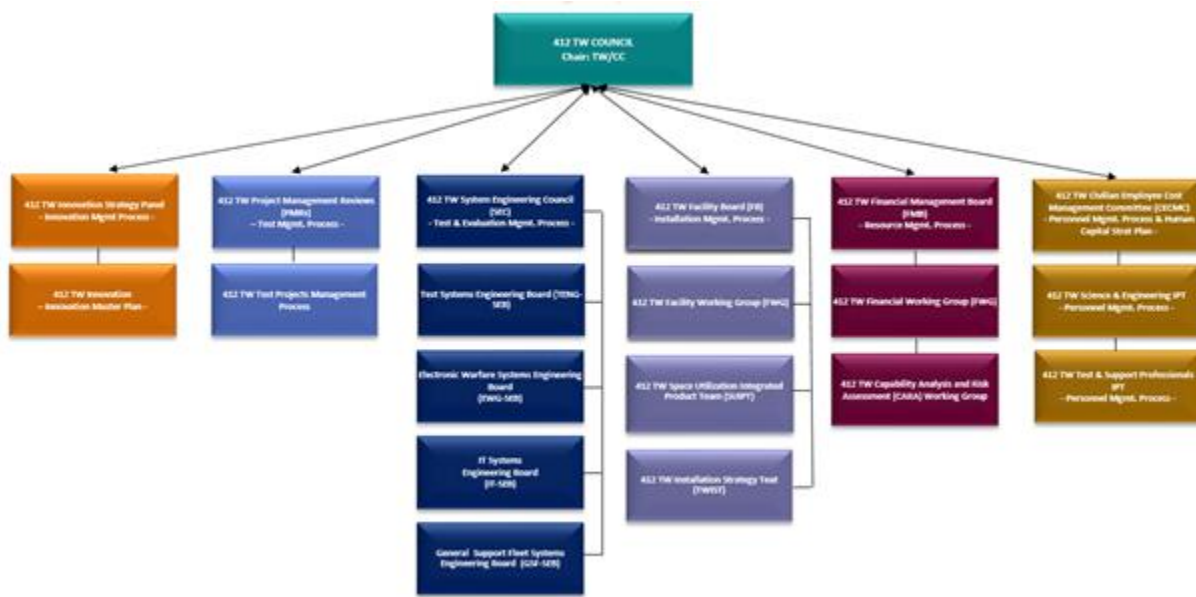 412 TW COUNCIL
Chair: TW/CC
412 TW Innovation Strategy Panel
- Innovation Mgmt Process -
412 TW Innovation
- Innovation Master Plan -
412 TW Project Management Reviews
(PMRs)
- Test Mgmt. Process -
412 TW Test Projects Management
Process
412 TW System Engineering Council
(SEC)
- Test & Evaluation Mgmt. Process -
Test Systems Engineering Board (TENG-
SEB)
Electronic Warfare Systems Engineering
Board
(EWG-SEB)
IT Systems
Engineering Board
(IT-SEB)
General Support Fleet Systems
Engineering Board (GSF-SEB)
412 TW Facility Board (FB)
- Installation Mgmt. Process -
412 TW Facility Working Group (FWG)
412 TW Space Utilization Integrated
Product Team (SUIPT)
412 TW Installation Strategy Text
(TWIST)
412 TW Financial Management Board
(FMB)
- Resource Mgmt. Process -
412 TW Financial Working Group (FWG)
412 TW Capability Analysis and Risk
Assessment (CARA) Working Group
412 TW Civilian Employee Cost
Management Committee (CECMC)
- Personnel Mgmt. Process & Human
Capital Strat Plan -
412 TW Science & Engineering IPT
- Personnel Mgmt. Process -
412 TW Test & Support Professionals
IPT
- Personnel Mgmt. Process -